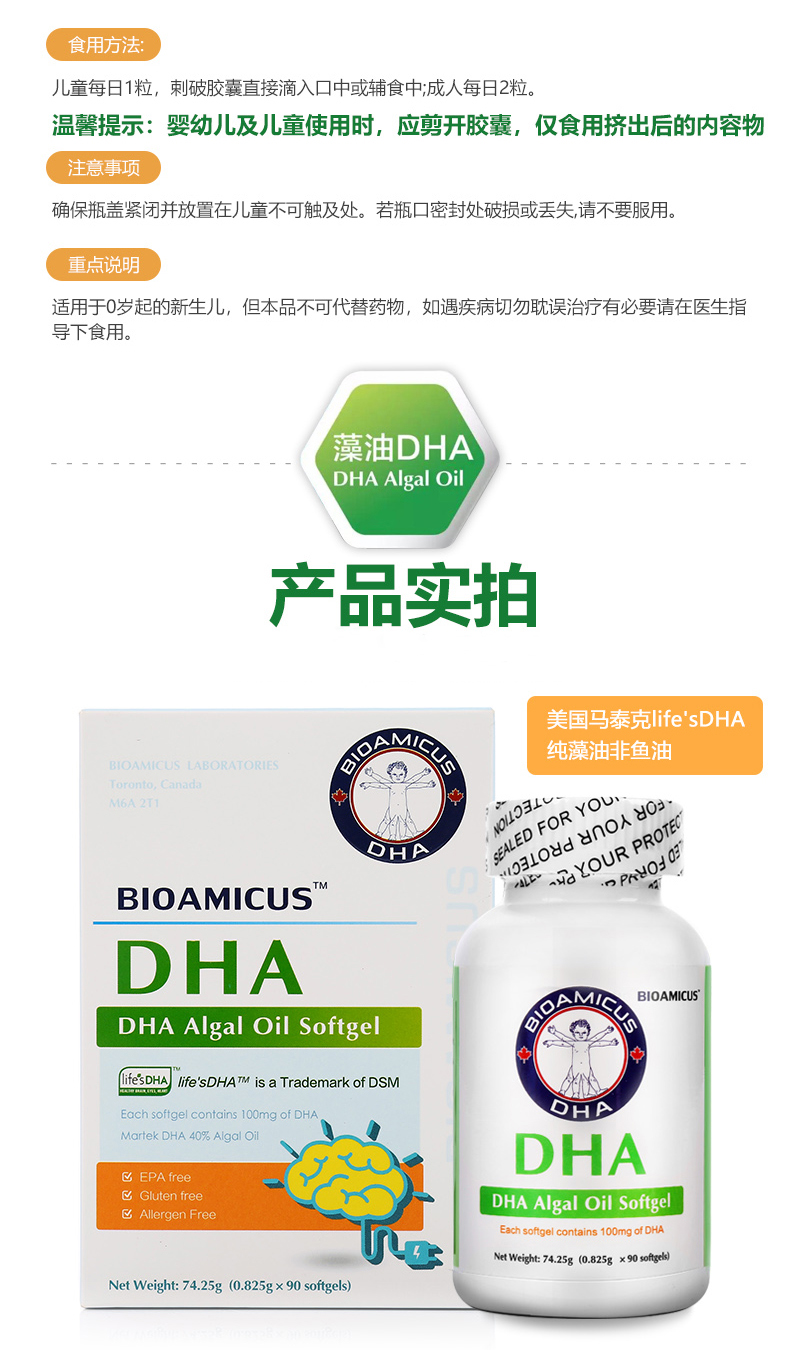 食用方法:
儿童每日1粒，剌破胶囊直接滴入口中或辅食中;成人每日2粒。
温馨提示：婴幼儿及儿童使用时，应剪开胶囊，仅食用挤出后的内容物
注意事项
确保瓶盖紧闭并放置在儿童不可触及处。若瓶口密封处破损或丢失,请不要服用。
重点说明
适用于0岁起的新生儿，但本品不可代替药物，如遇疾病切勿耽误治疗有必要请在医生指
导下食用。
藻油DHA
DHA Algal Oil
产品实拍
美国马泰克life'sDHA
纯藻油非鱼油
BIOAMICUS LABORATORIES
Toronto, Canada
M6A 2T1
BIOAMICUS
DHA
BIOAMICUS™
DHA
DHA Algal Oil Softgel
life'sDHA™
HEALTHY BRAIN, EYES, HEART
life'sDHA™ is a Trademark of DSM
Each softgel contains 100mg of DHA
Martek DHA 40% Algal Oil
EPA free
Gluten free
Allergen Free
Net Weight: 74.25g (0.825g × 90 softgels)
SEALED FOR YOUR PROTECTION
YOUR PROTEC
BIOAMICUS
DHA
BIOAMICUS™
DHA
DHA Algal Oil Softgel
Each softgel contains 100mg of DHA
Net Weight: 74.25g (0.825g × 90 softgels)